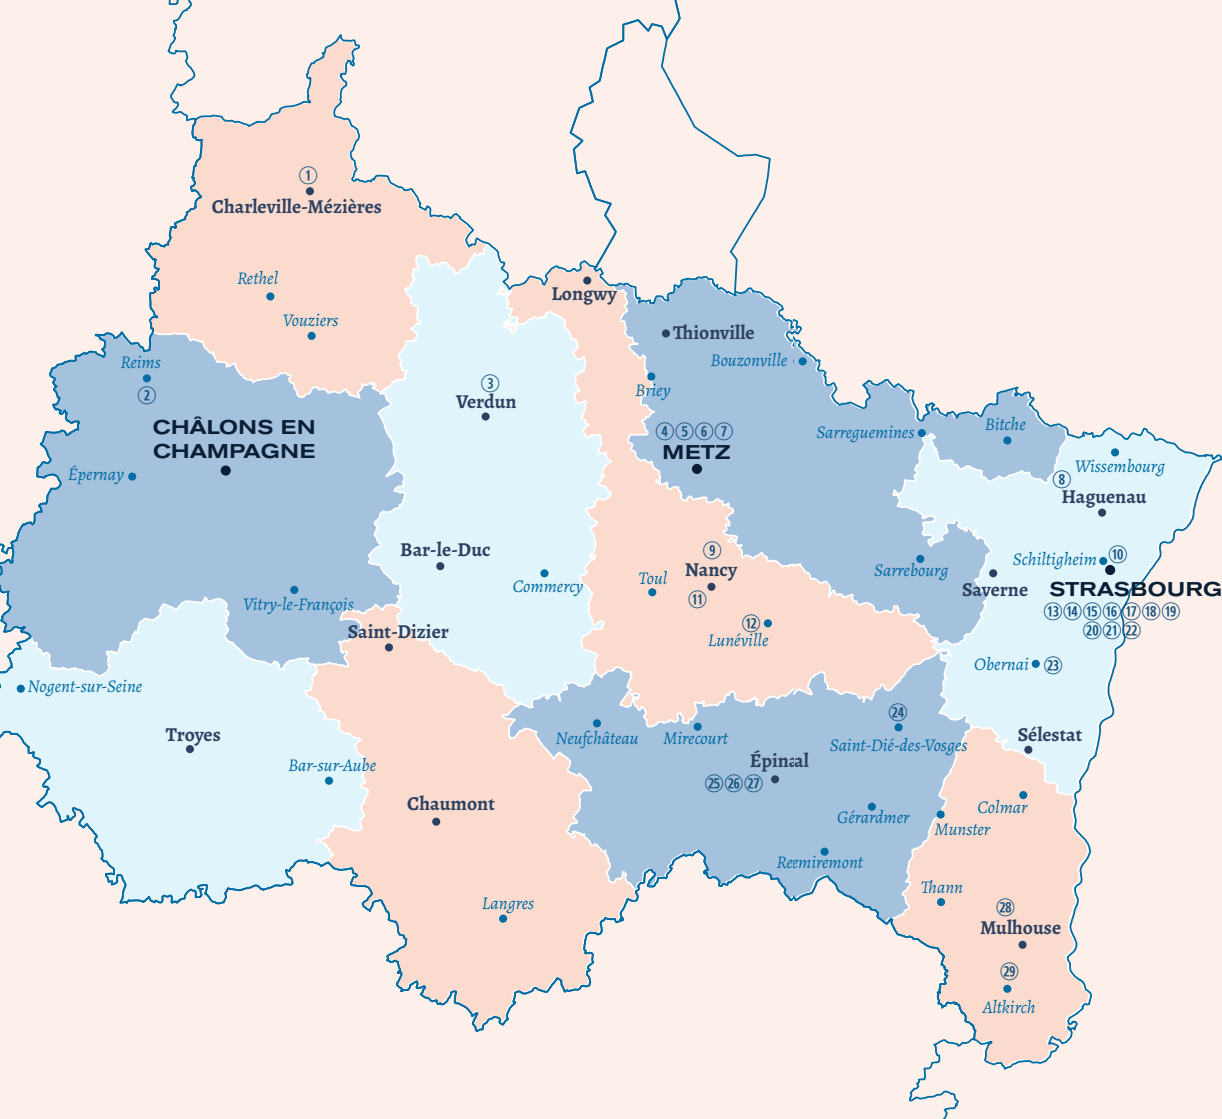 ①
Charleville-Mézières
Rethel
Longwy
Vouziers
Thionville
Reims
②
Bouzonville
③
Briey
Verdun
CHÂLONS EN
CHAMPAGNE
④ ⑤ ⑥ ⑦
METZ
Sarreguemines
Bitche
Épernay
Wissembourg
⑧
Haguenau
Bar-le-Duc
⑨
Nancy
⑪
Schiltigheim ⑩
Commercy
Toul
Sarrebourg
Saverne
STRASBOURG
⑬ ⑭ ⑮ ⑯ ⑰ ⑱ ⑲
⑳ ㉑ ㉒
Vitry-le-François
Saint-Dizier
⑫
Lunéville
Obernai ㉓
Nogent-sur-Seine
Troyes
Neufchâteau
Mirecourt
㉔
Saint-Dié-des-Vosges
Sélestat
Bar-sur-Aube
Épinal
㉕ ㉖ ㉗
Chaumont
Gérardmer
Colmar
Munster
Reemiremont
Langres
Thann
㉘
Mulhouse
㉙
Altkirch